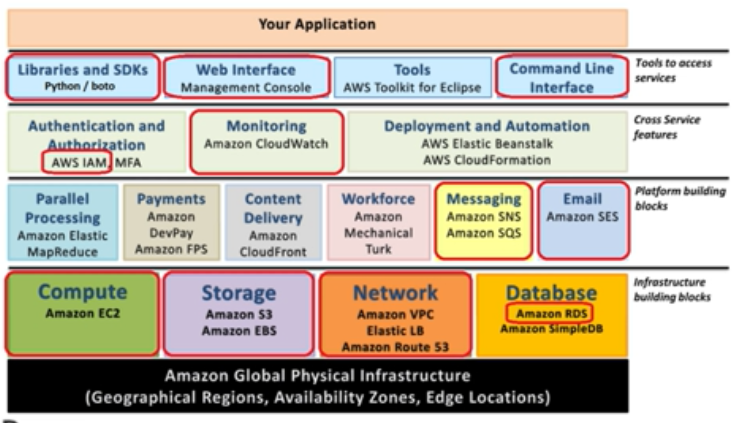 Your Application
Libraries and SDKs
Python / boto
Web Interface
Management Console
Tools
AWS Toolkit for Eclipse
Command Line
Interface
Tools to access
services
Authentication and
Authorization
AWS IAM, MFA
Monitoring
Amazon CloudWatch
Deployment and Automation
AWS Elastic Beanstalk
AWS CloudFormation
Cross Service
features
Parallel
Processing
Amazon Elastic
MapReduce
Payments
Amazon
DevPay
Amazon FPS
Content
Delivery
Amazon
CloudFront
Workforce
Amazon
Mechanical
Turk
Messaging
Amazon SNS
Amazon SQS
Email
Amazon SES
Platform building
blocks
Compute
Amazon EC2
Storage
Amazon S3
Amazon EBS
Network
Amazon VPC
Elastic LB
Amazon Route 53
Database
Amazon RDS
Amazon SimpleDB
Infrastructure
building blocks
Amazon Global Physical Infrastructure
(Geographical Regions, Availability Zones, Edge Locations)